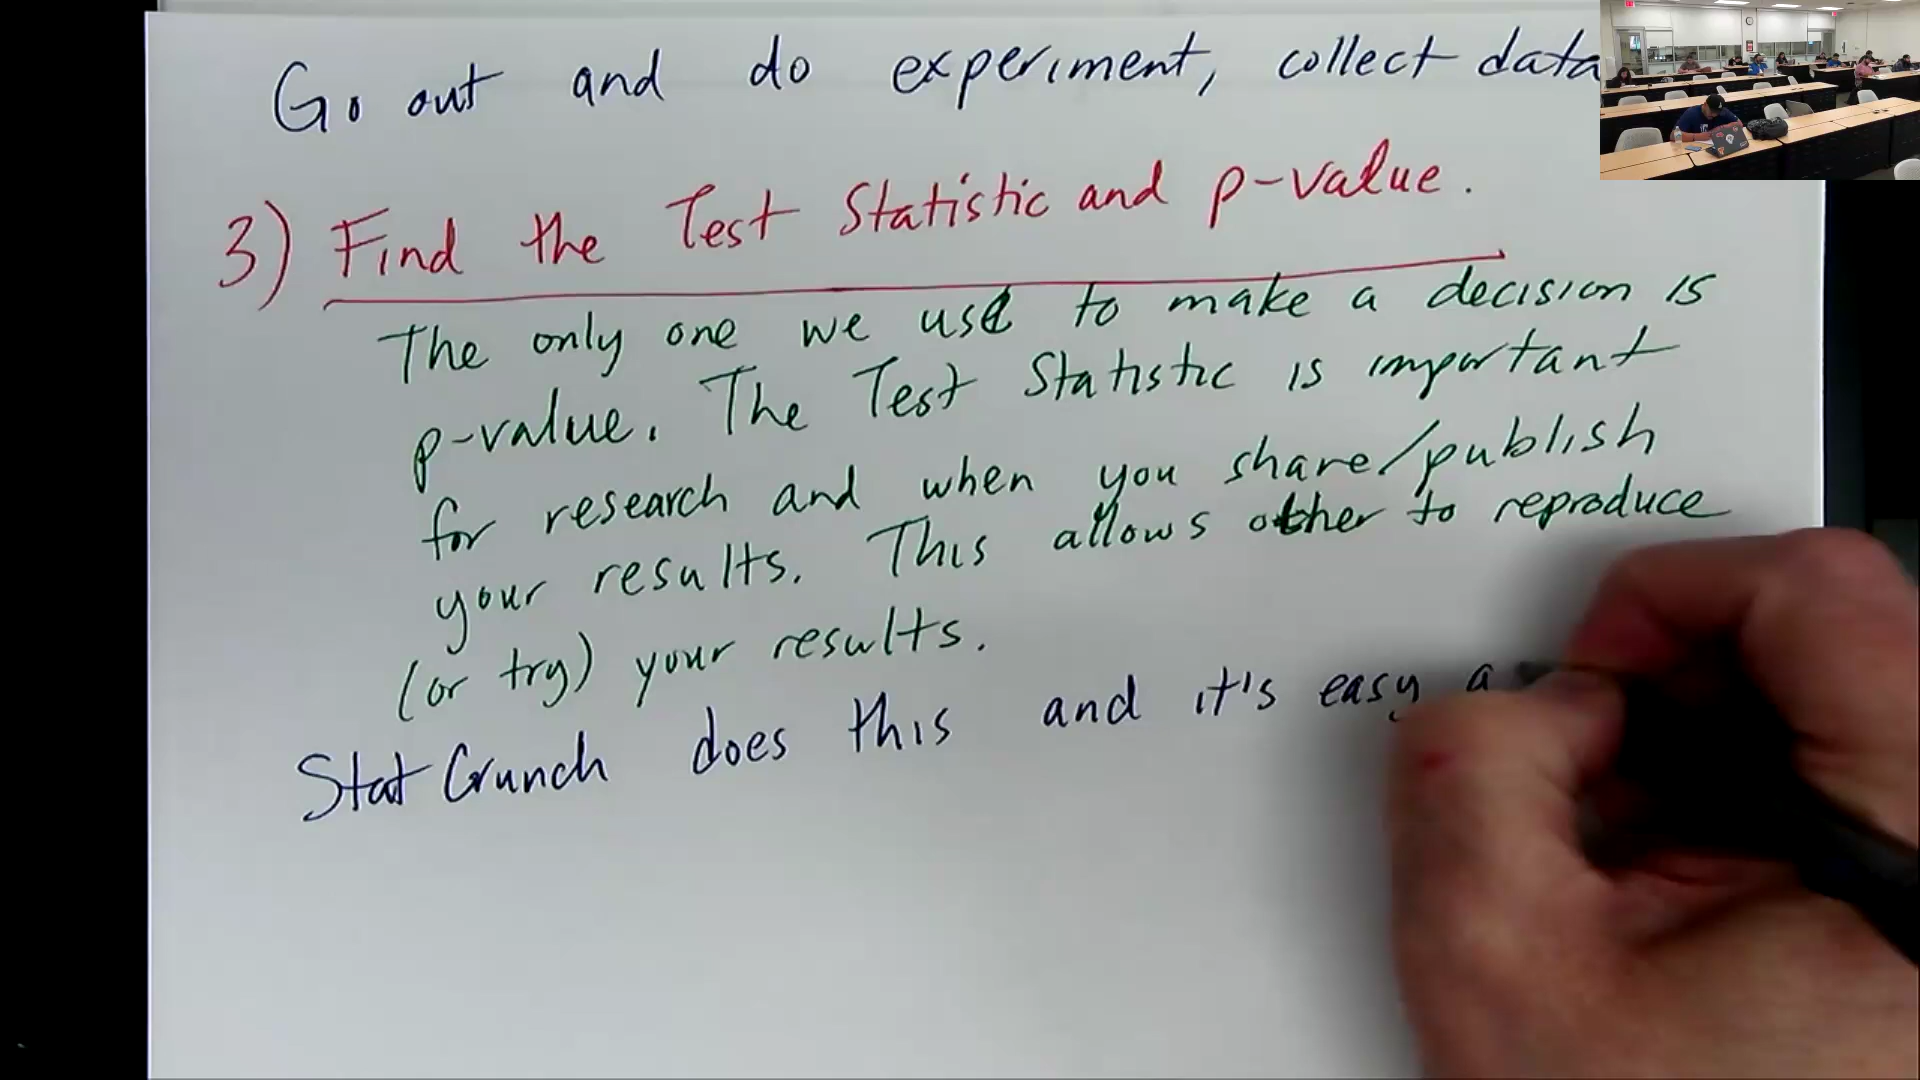 Go out and do experiment, collect data
3) Find the Test Statistic and p-value.
The only one we use to make a decision is
p-value. The Test Statistic is important
for research and when you share/publish
your results. This allows other to reproduce
(or try) your results.
StatCrunch does this and it's easy a